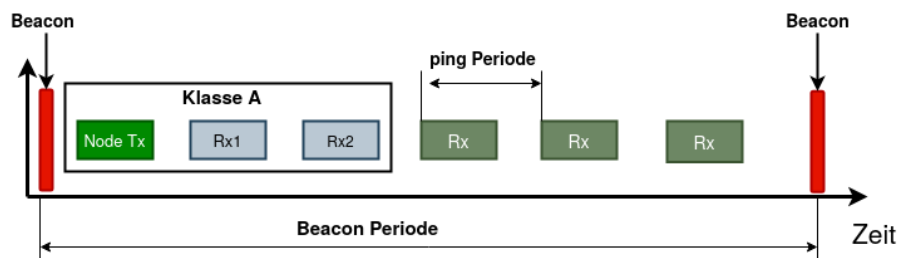 Beacon
Beacon
ping Periode
Klasse A
Node Tx
Rx1
Rx2
Rx
Rx
Rx
Beacon Periode
Zeit